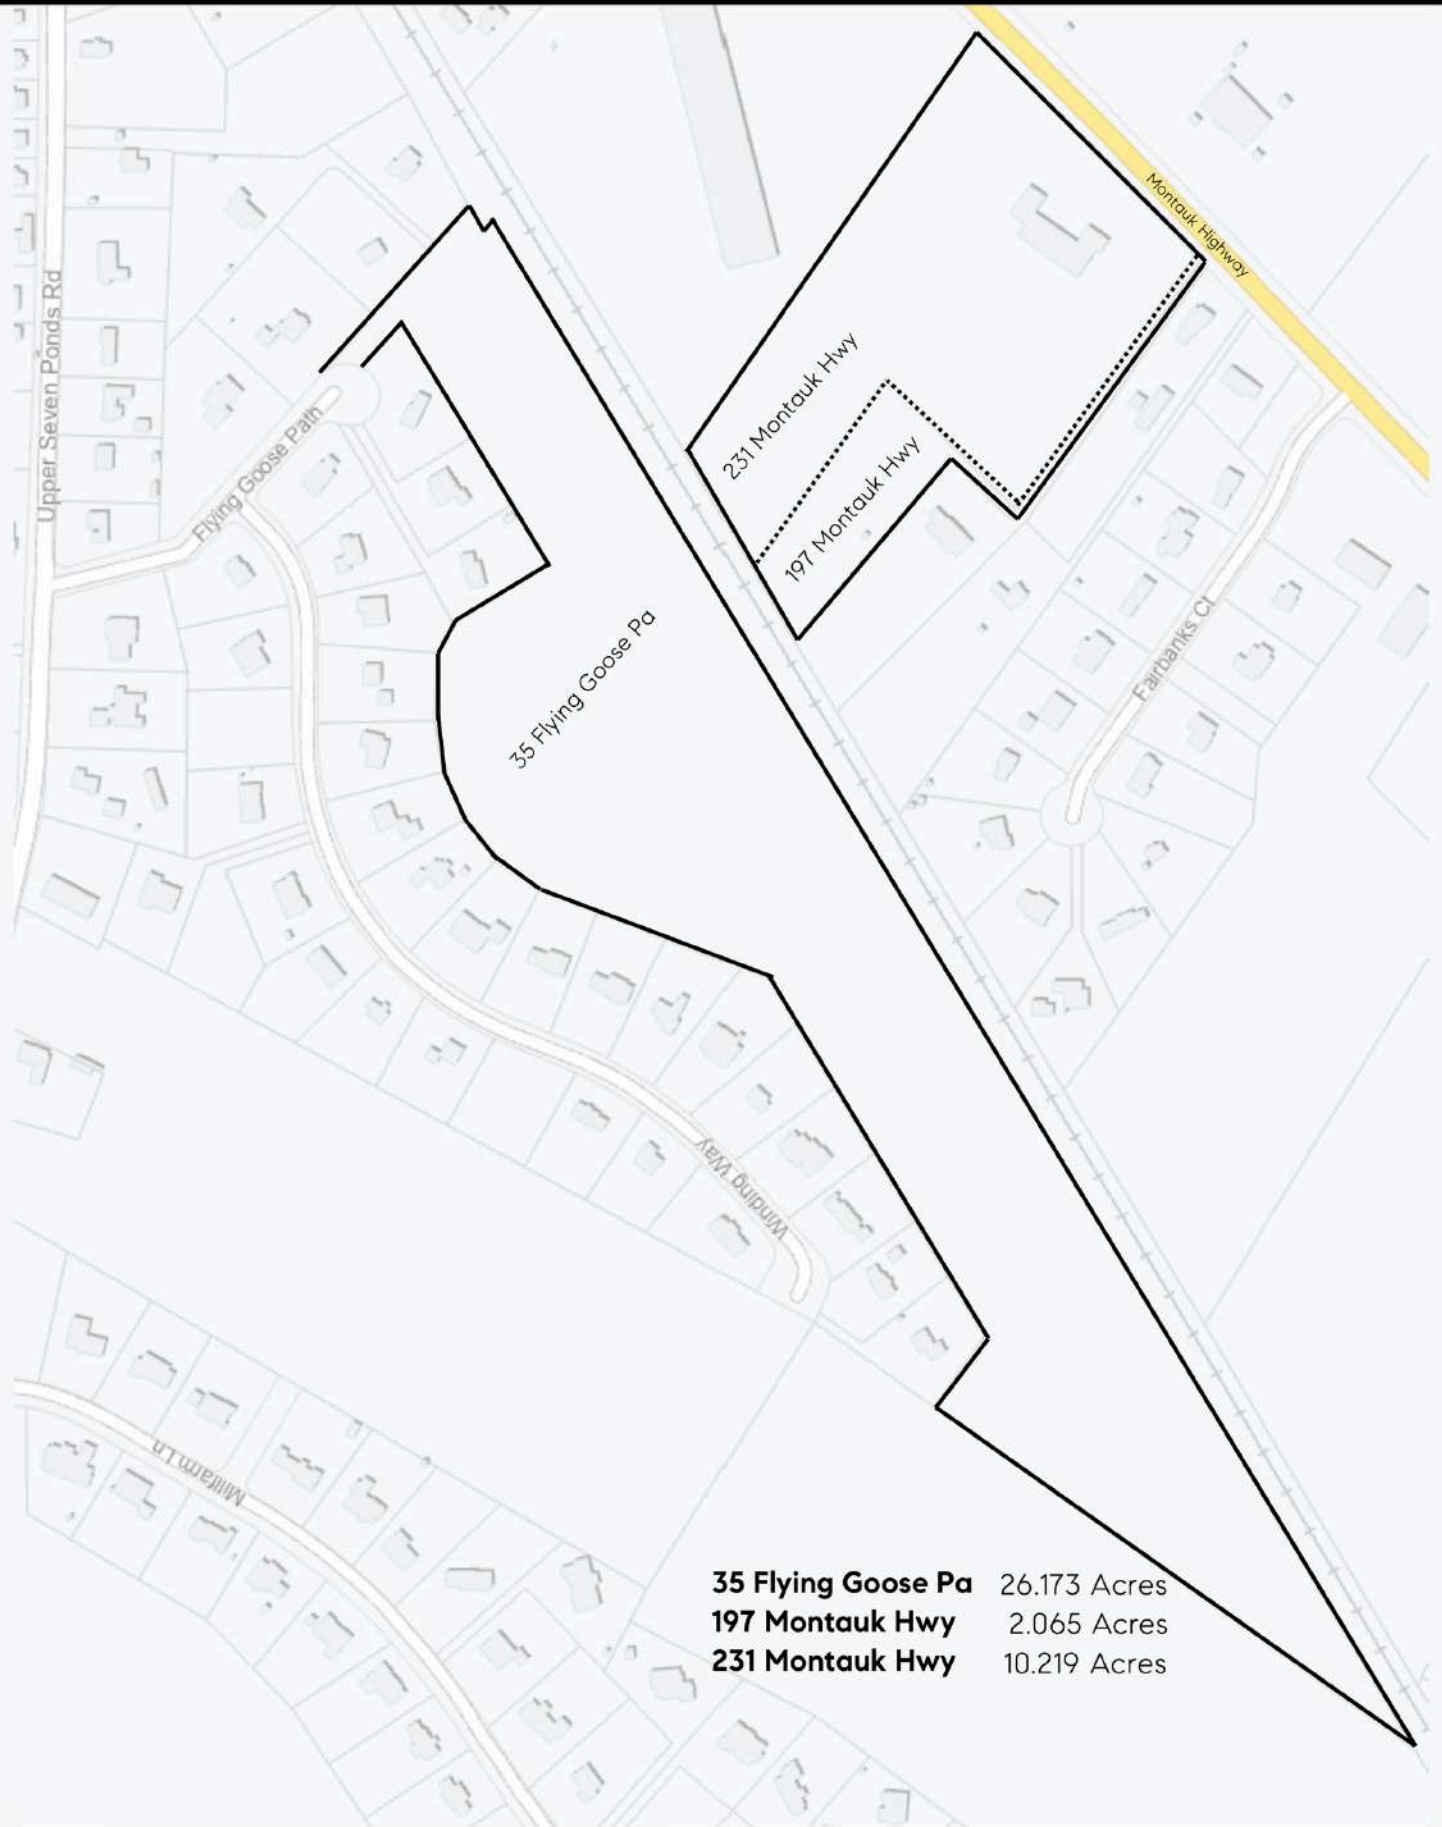 Montauk Highway
Upper Seven Ponds Rd
231 Montauk Hwy
197 Montauk Hwy
Flying Goose Path
35 Flying Goose Pa
Fairbanks Ct
Winding Way
Millfarm Ln
35 Flying Goose Pa 26.173 Acres
197 Montauk Hwy 2.065 Acres
231 Montauk Hwy 10.219 Acres